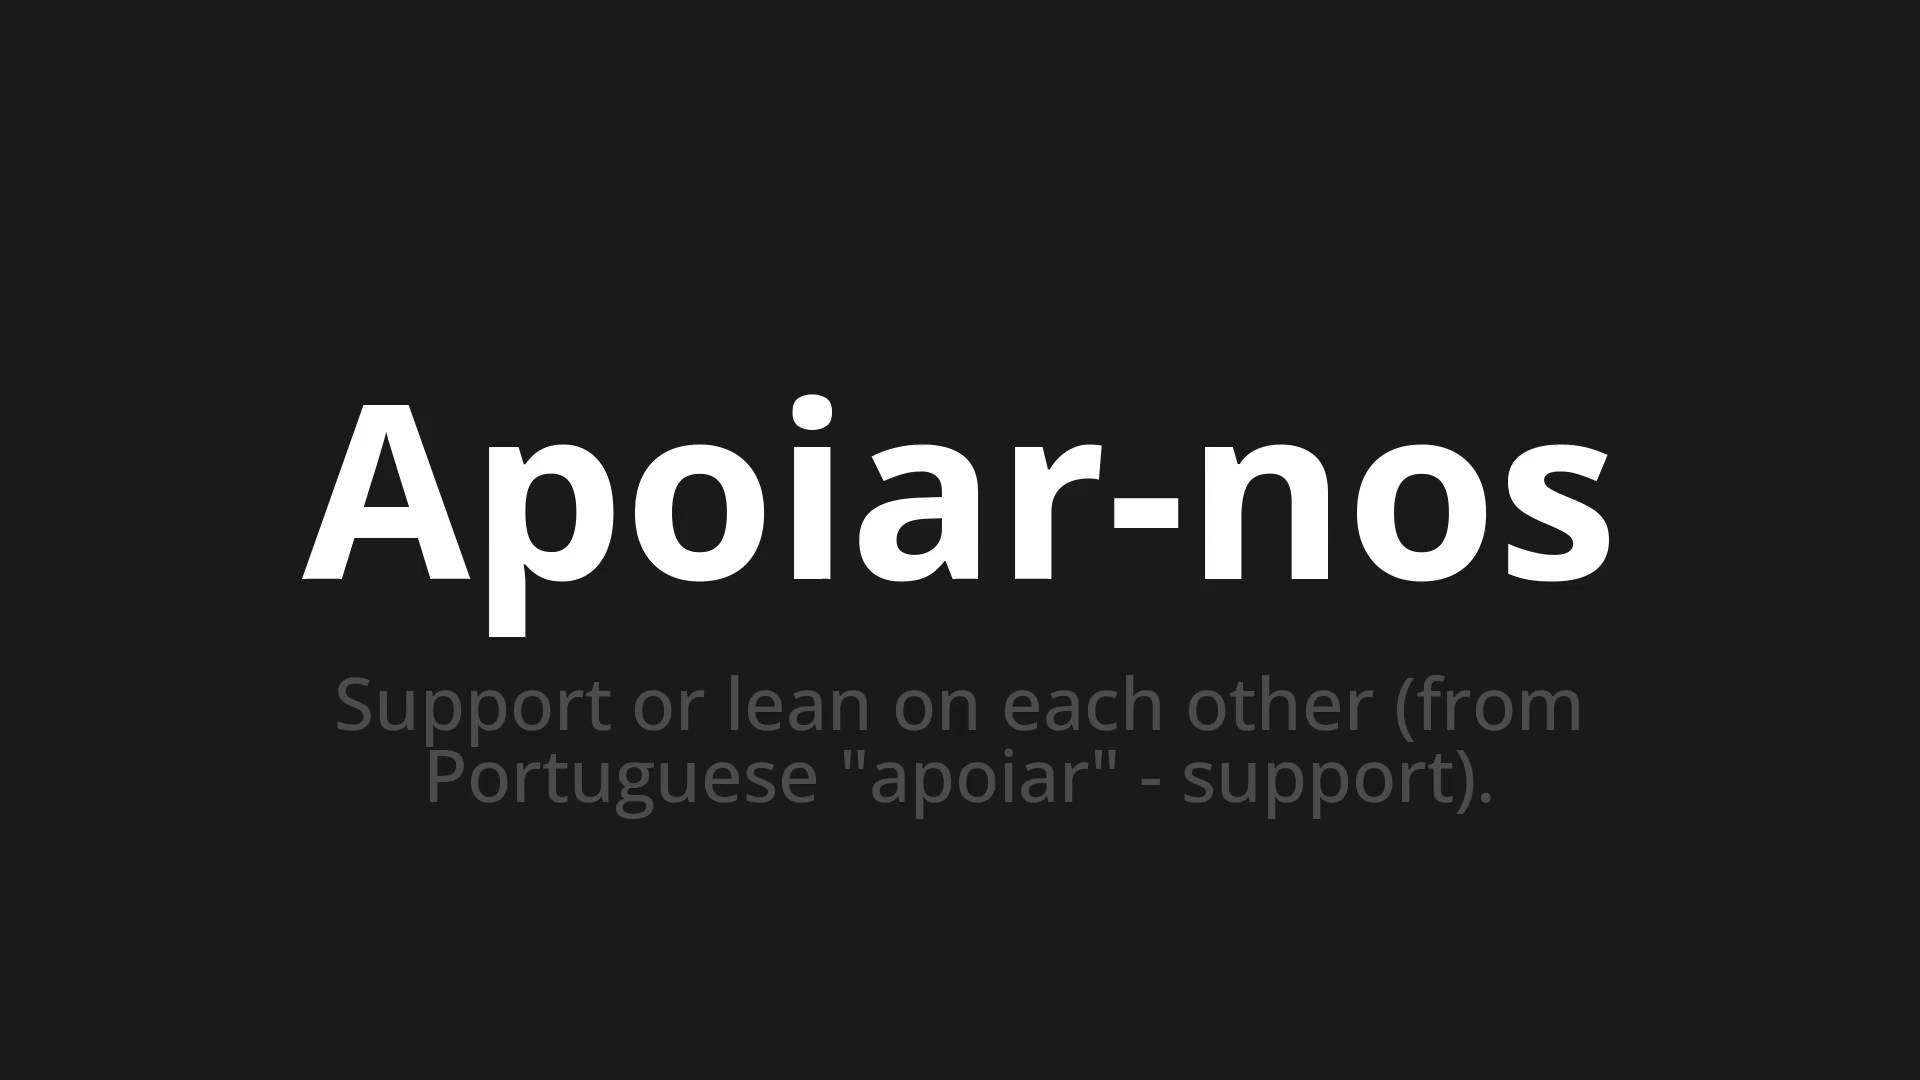 Apoiar-nos
Support or lean on each other (from
Portuguese "apoiar" - support).